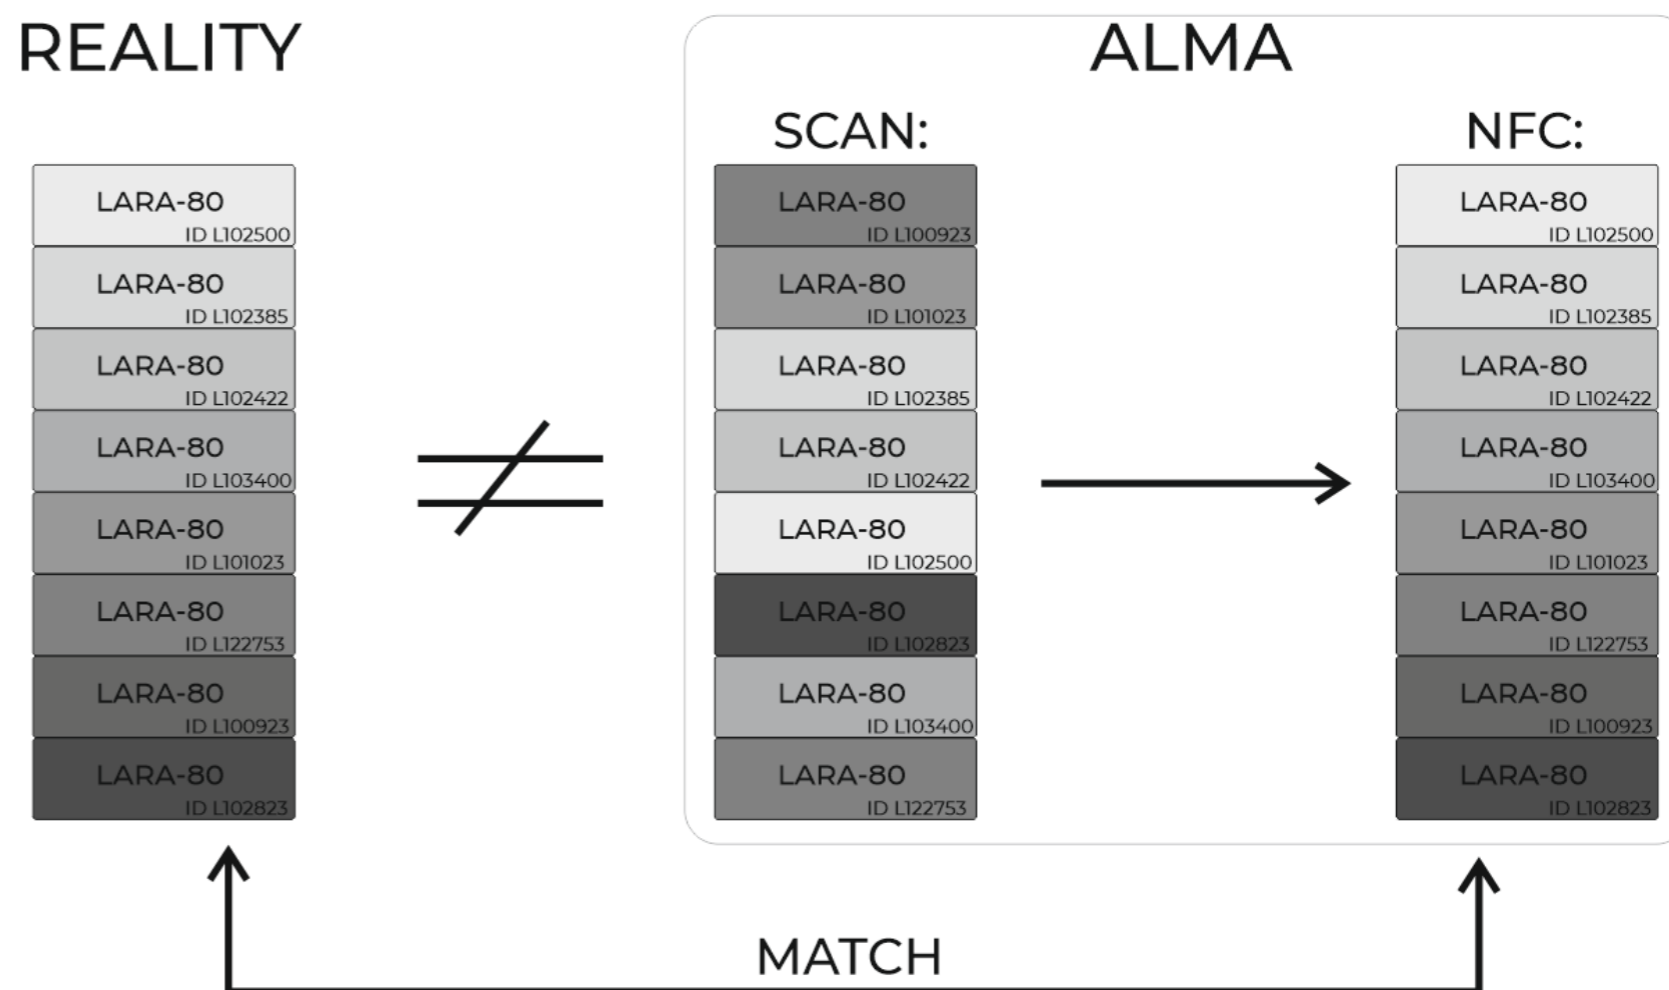 REALITY
LARA-80
ID L102500
LARA-80
ID L102385
LARA-80
ID L102422
LARA-80
ID L103400
LARA-80
ID L101023
LARA-80
ID L122753
LARA-80
ID L100923
LARA-80
ID L102823
ALMA
SCAN:
LARA-80
ID L100923
LARA-80
ID L101023
LARA-80
ID L102385
LARA-80
ID L102422
LARA-80
ID L102500
LARA-80
ID L102823
LARA-80
ID L103400
LARA-80
ID L122753
NFC:
LARA-80
ID L102500
LARA-80
ID L102385
LARA-80
ID L102422
LARA-80
ID L103400
LARA-80
ID L101023
LARA-80
ID L122753
LARA-80
ID L100923
LARA-80
ID L102823
MATCH